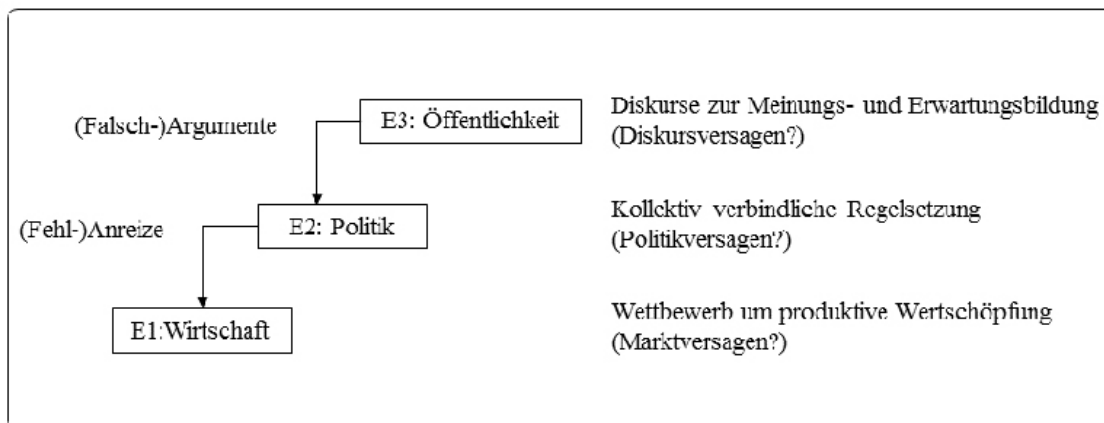 (Falsch-)Argumente
E3: Öffentlichkeit
Diskurse zur Meinungs- und Erwartungsbildung
(Diskursversagen?)
(Fehl-)Anreize
E2: Politik
Kollektiv verbindliche Regelsetzung
(Politikversagen?)
E1:Wirtschaft
Wettbewerb um produktive Wertschöpfung
(Marktversagen?)